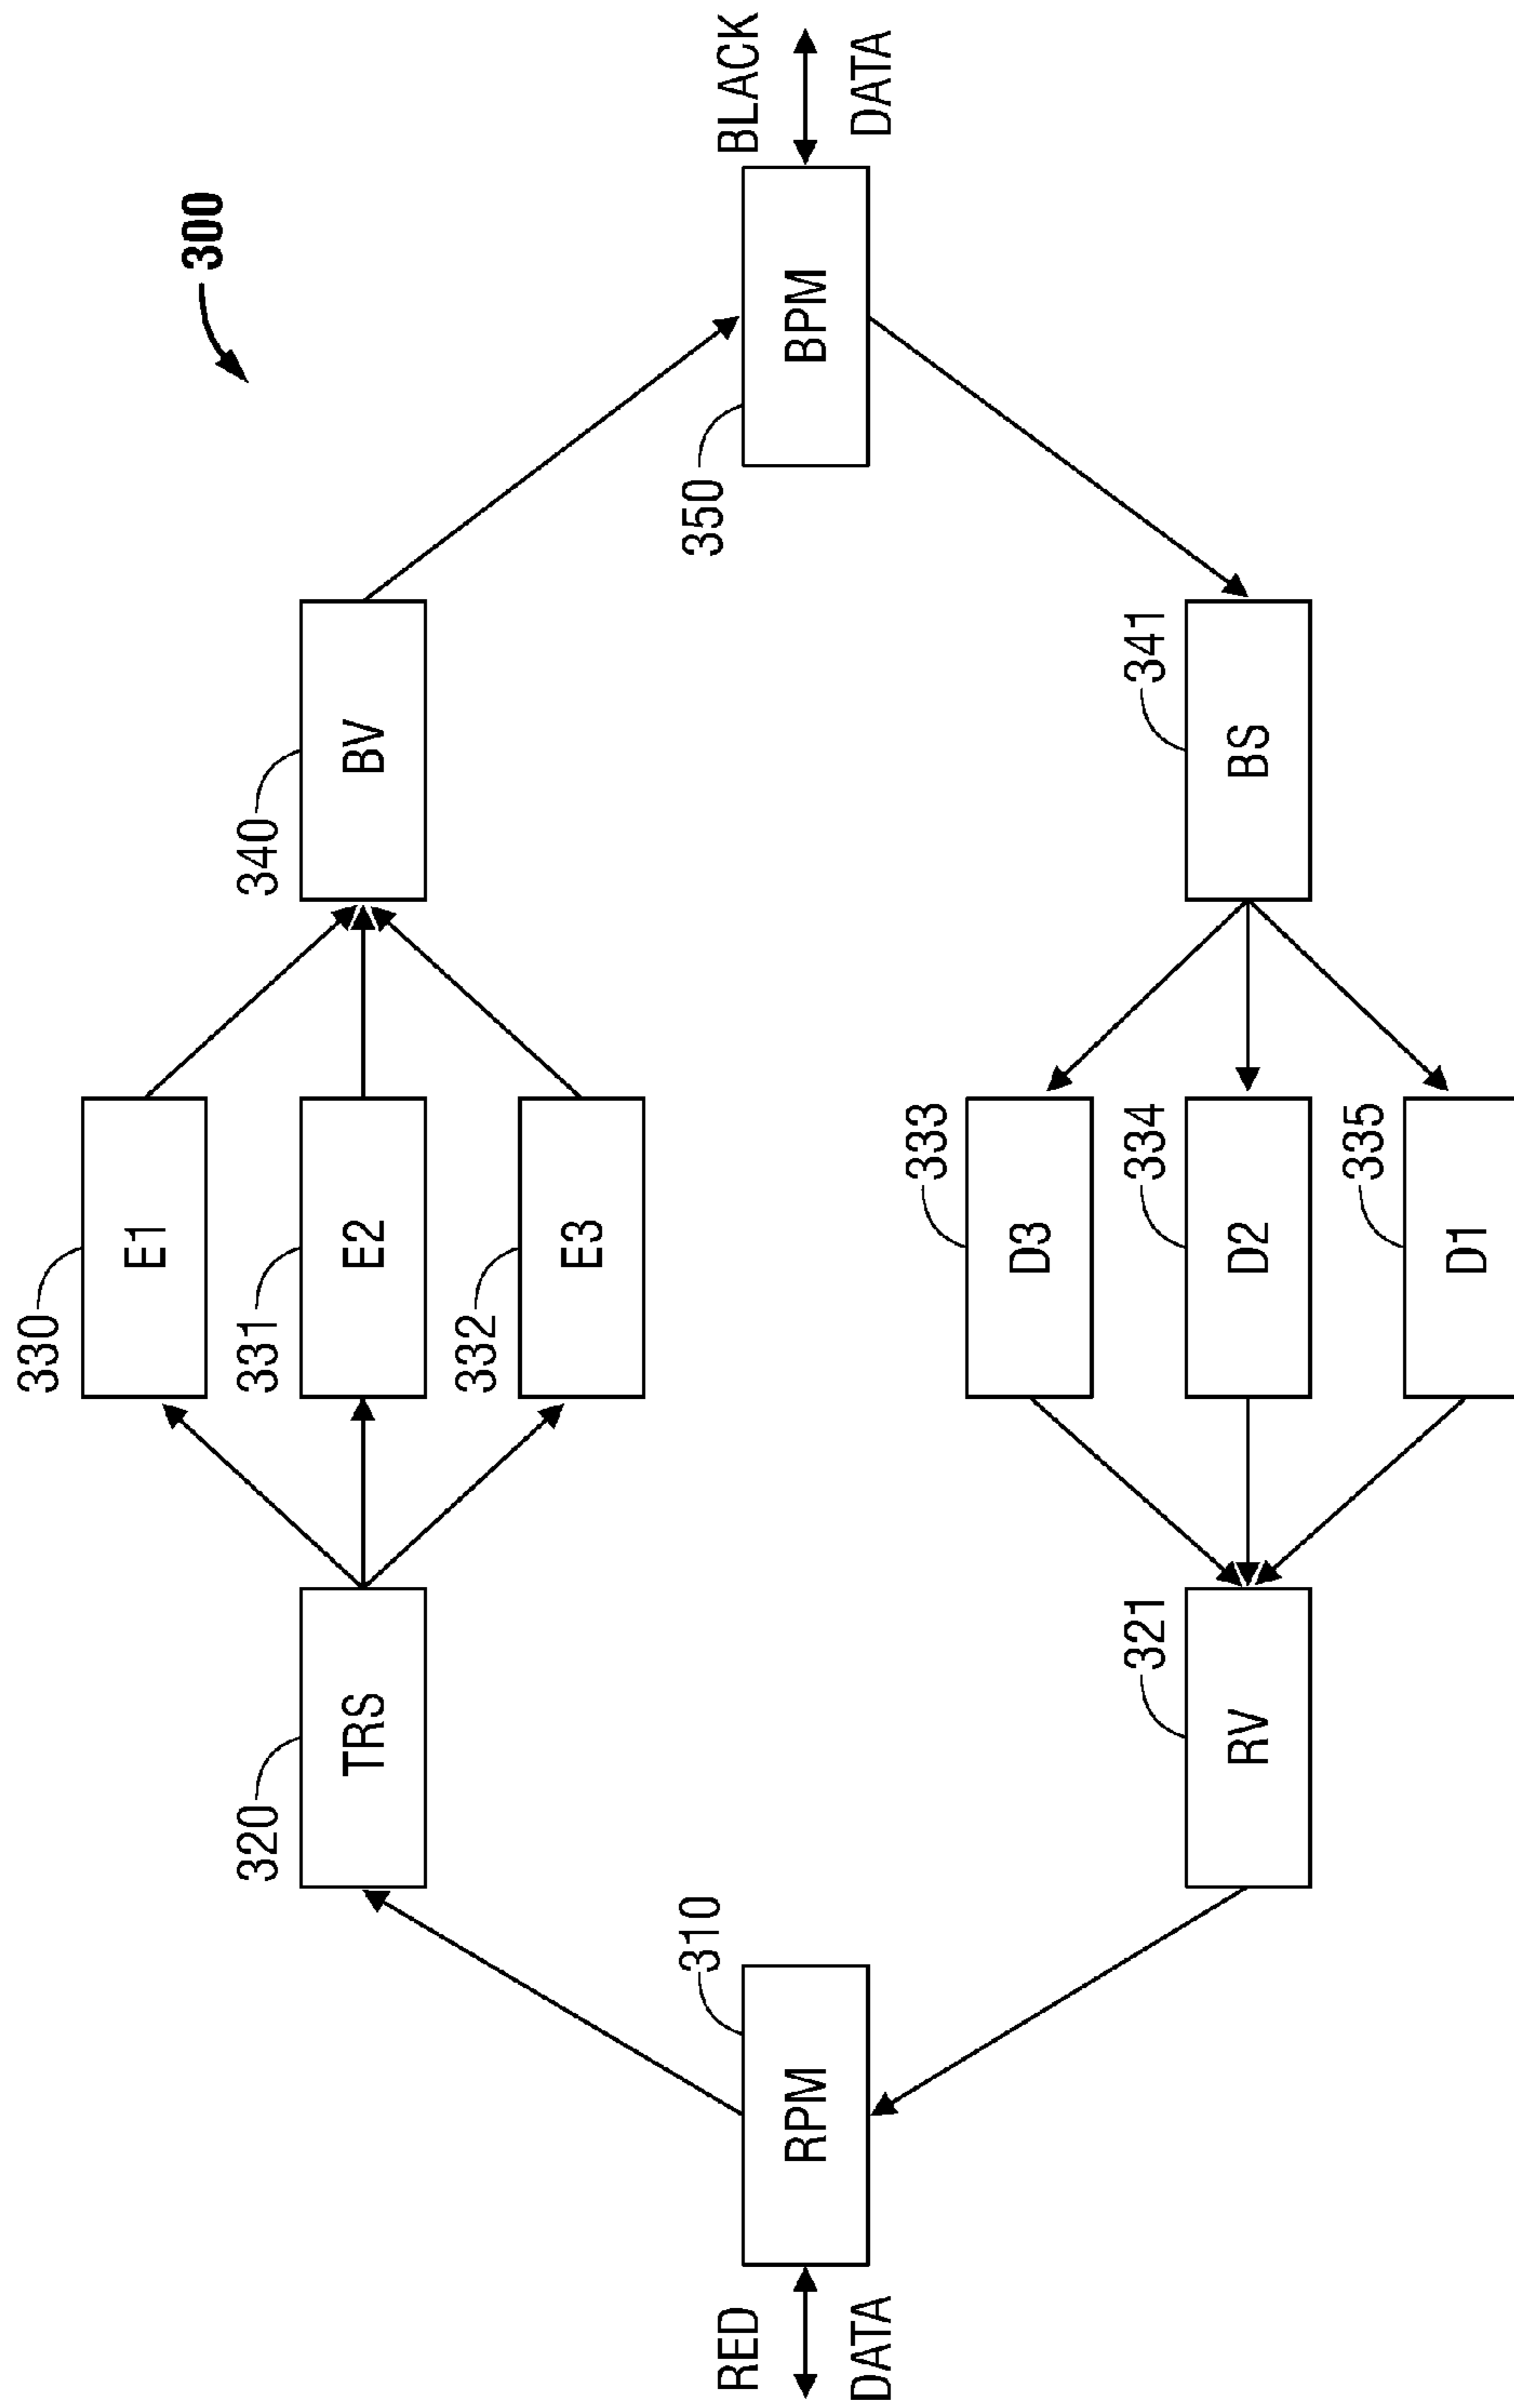 300
330
E1
320
TRS
331
E2
340
BV
332
E3
RED
DATA
310
RPM
350
BPM
BLACK
DATA
333
D3
321
RV
334
D2
341
BS
335
D1